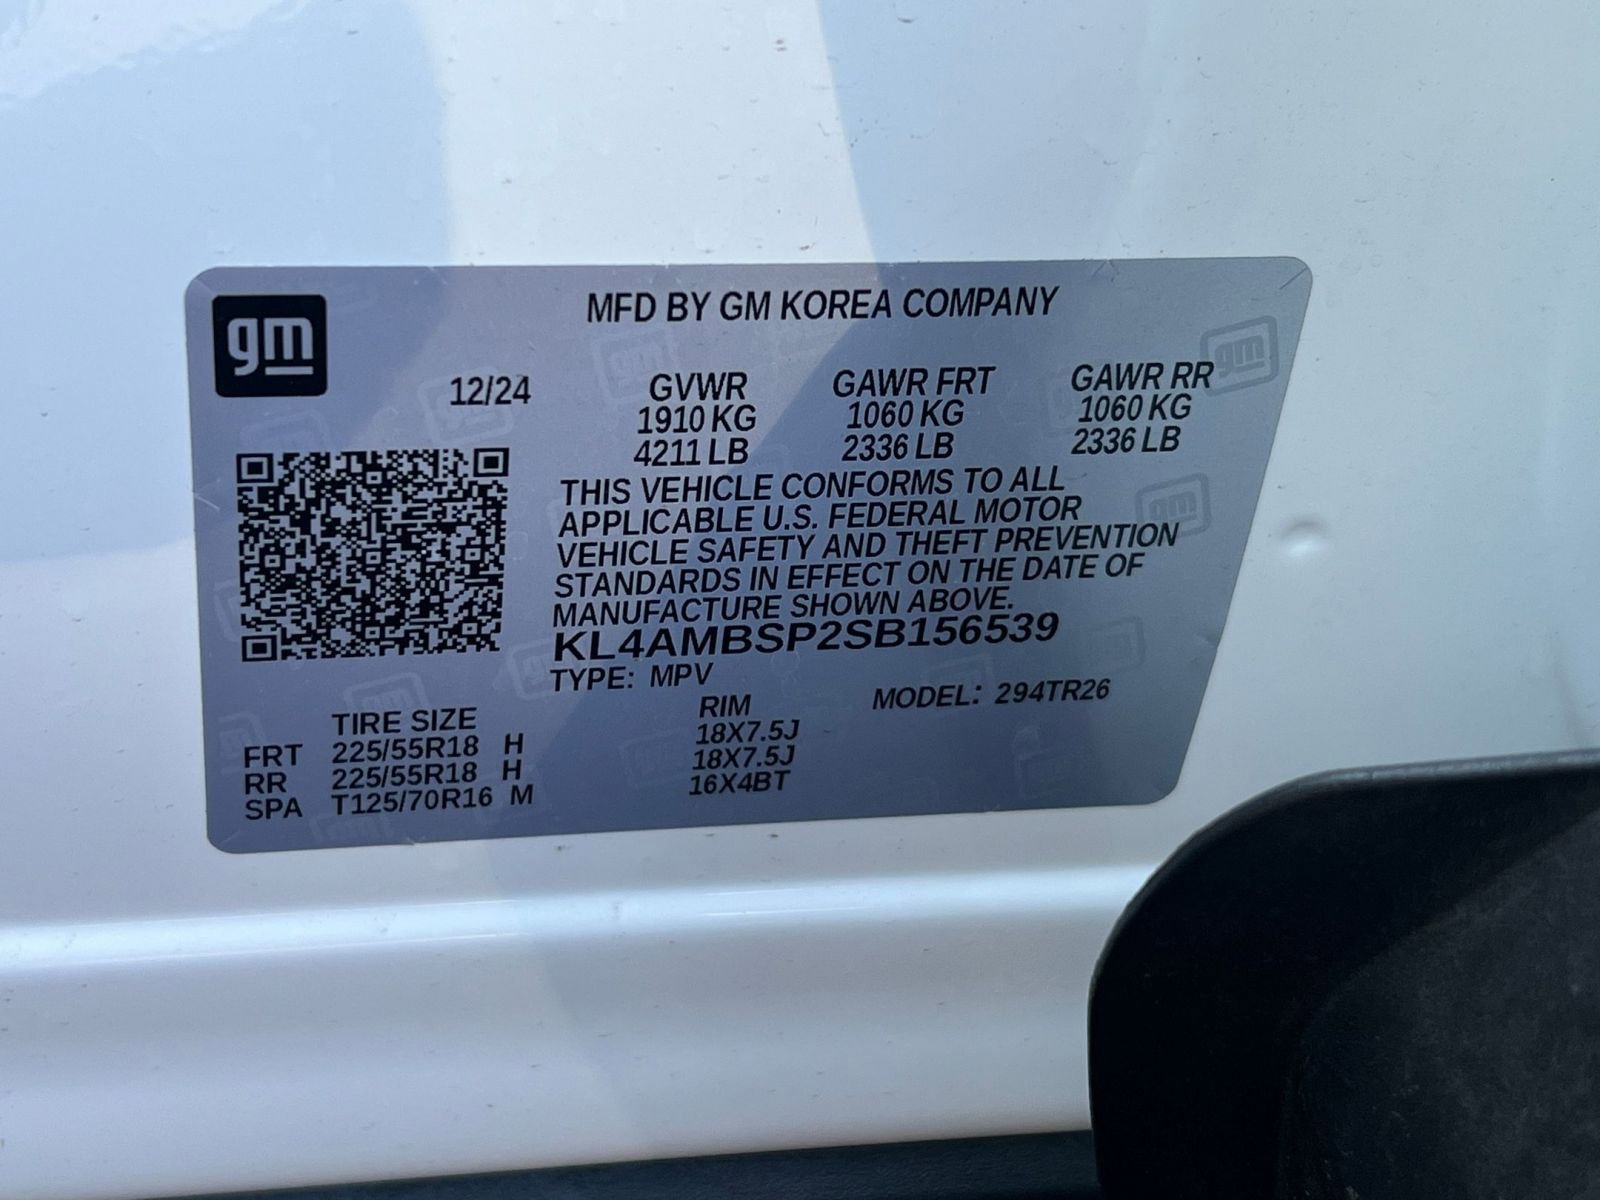 gm
MFD BY GM KOREA COMPANY
12/24 GVWR GAWR FRT GAWR RR
1910 KG 1060 KG 1060 KG
4211 LB 2336 LB 2336 LB
THIS VEHICLE CONFORMS TO ALL
APPLICABLE U.S. FEDERAL MOTOR
VEHICLE SAFETY AND THEFT PREVENTION
STANDARDS IN EFFECT ON THE DATE OF
MANUFACTURE SHOWN ABOVE.
KL4AMBSP2SB156539
TYPE: MPV
MODEL: 294TR26
TIRE SIZE RIM
FRT 225/55R18 H 18X7.5J
RR 225/55R18 H 18X7.5J
SPA T125/70R16 M 16X4BT